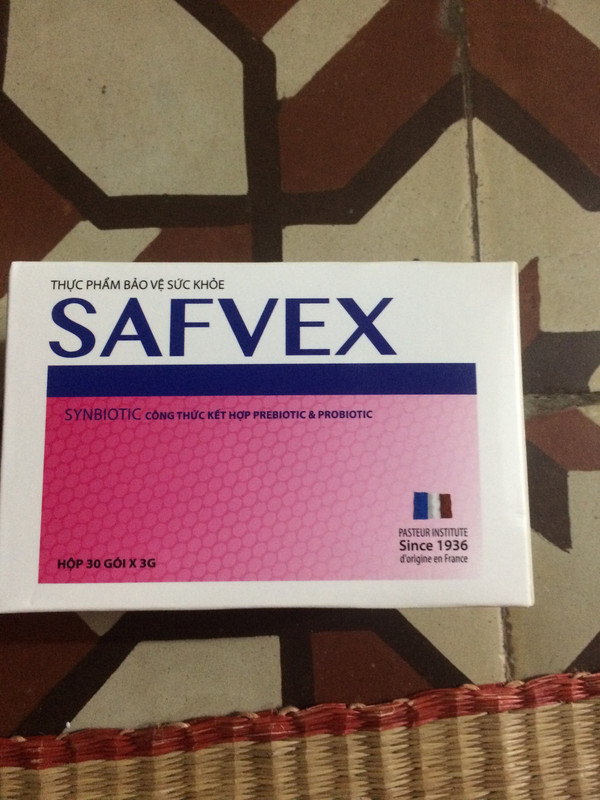 THỰC PHẨM BẢO VỆ SỨC KHỎE
SAFVEX
SYNBIOTIC CÔNG THỨC KẾT HỢP PREBIOTIC & PROBIOTIC
PASTEUR INSTITUTE
Since 1936
d'origine en France
HỘP 30 GÓI X 3G